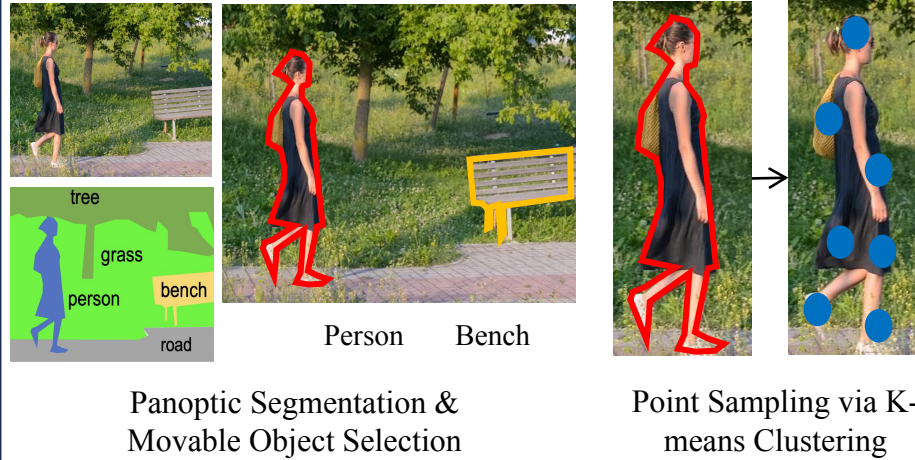 tree
grass
person
bench
road
Person Bench
Panoptic Segmentation &
Movable Object Selection
Point Sampling via K-
means Clustering